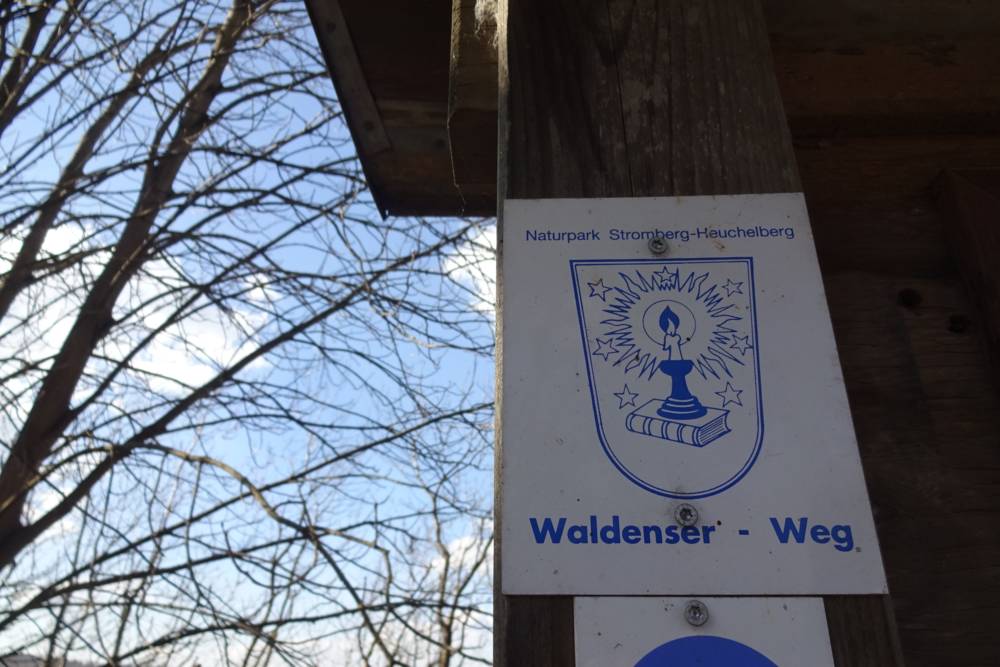 Naturpark Stromberg-Heuchelberg
Waldenser - Weg